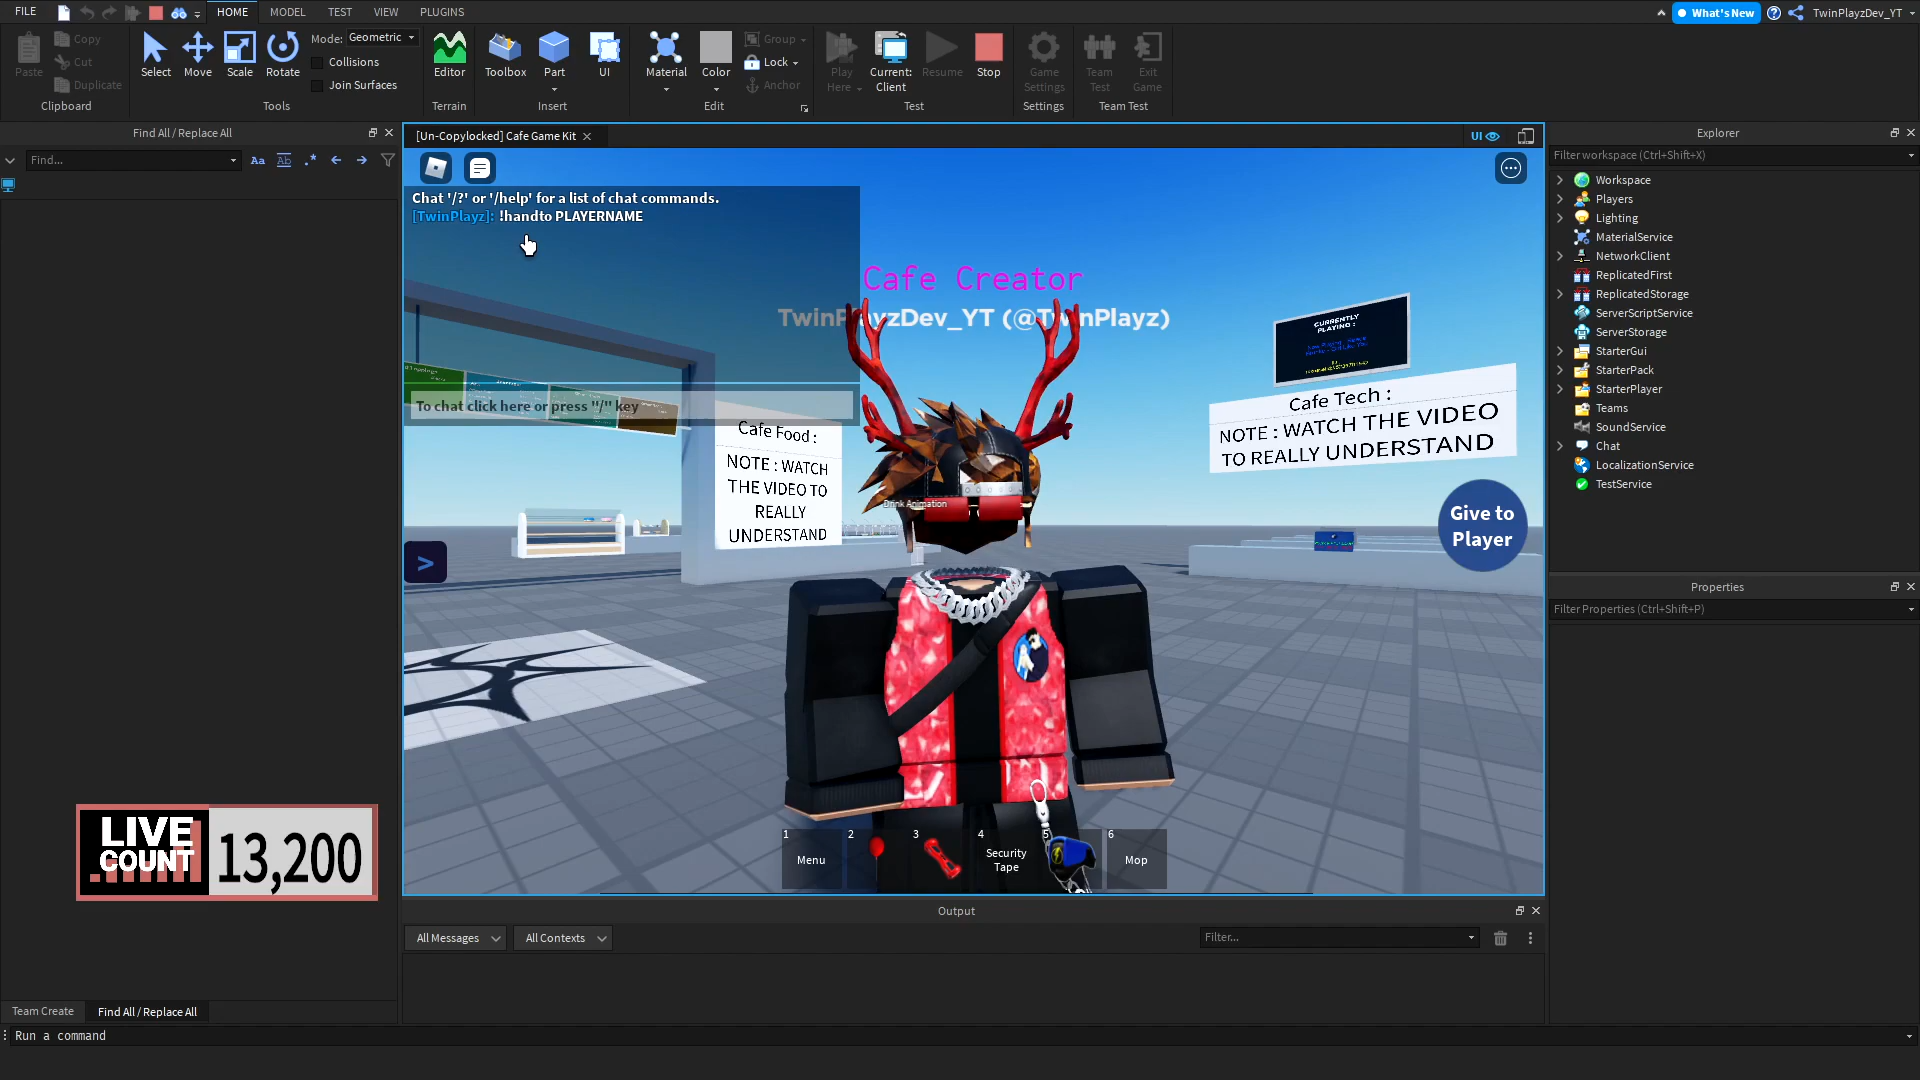 FILE
HOME
MODEL
TEST
VIEW
PLUGINS
What's New
TwinPlayzDev_YT
Paste
Copy
Cut
Duplicate
Clipboard
Select
Move
Scale
Rotate
Mode: Geometric
Collisions
Join Surfaces
Tools
Editor
Terrain
Toolbox
Part
UI
Insert
Material
Color
Group
Lock
Anchor
Edit
Play
Here
Current:
Client
Resume
Stop
Test
Game
Settings
Settings
Team
Test
Exit
Game
Team Test
Find All / Replace All
Find...
Aa
Ab
.*
[Un-Copylocked] Cafe Game Kit
UI
Chat '/?' or '/help' for a list of chat commands.
[TwinPlayz]: !handto PLAYERNAME
To chat click here or press "/" key
Cafe Creator
TwinPlayzDev_YT (@TwinPlayz)
CURRENTLY
PLAYING :
Cafe Tech :
NOTE : WATCH THE VIDEO
TO REALLY UNDERSTAND
Cafe Food :
NOTE : WATCH
THE VIDEO TO
REALLY
UNDERSTAND
Drink Animation
Give to
Player
>
1
Menu
2
3
4
Security
Tape
5
6
Mop
LIVE
COUNT
13,200
Explorer
Filter workspace (Ctrl+Shift+X)
Workspace
Players
Lighting
MaterialService
NetworkClient
ReplicatedFirst
ReplicatedStorage
ServerScriptService
ServerStorage
StarterGui
StarterPack
StarterPlayer
Teams
SoundService
Chat
LocalizationService
TestService
Properties
Filter Properties (Ctrl+Shift+P)
Output
All Messages
All Contexts
Filter...
Team Create
Find All / Replace All
Run a command